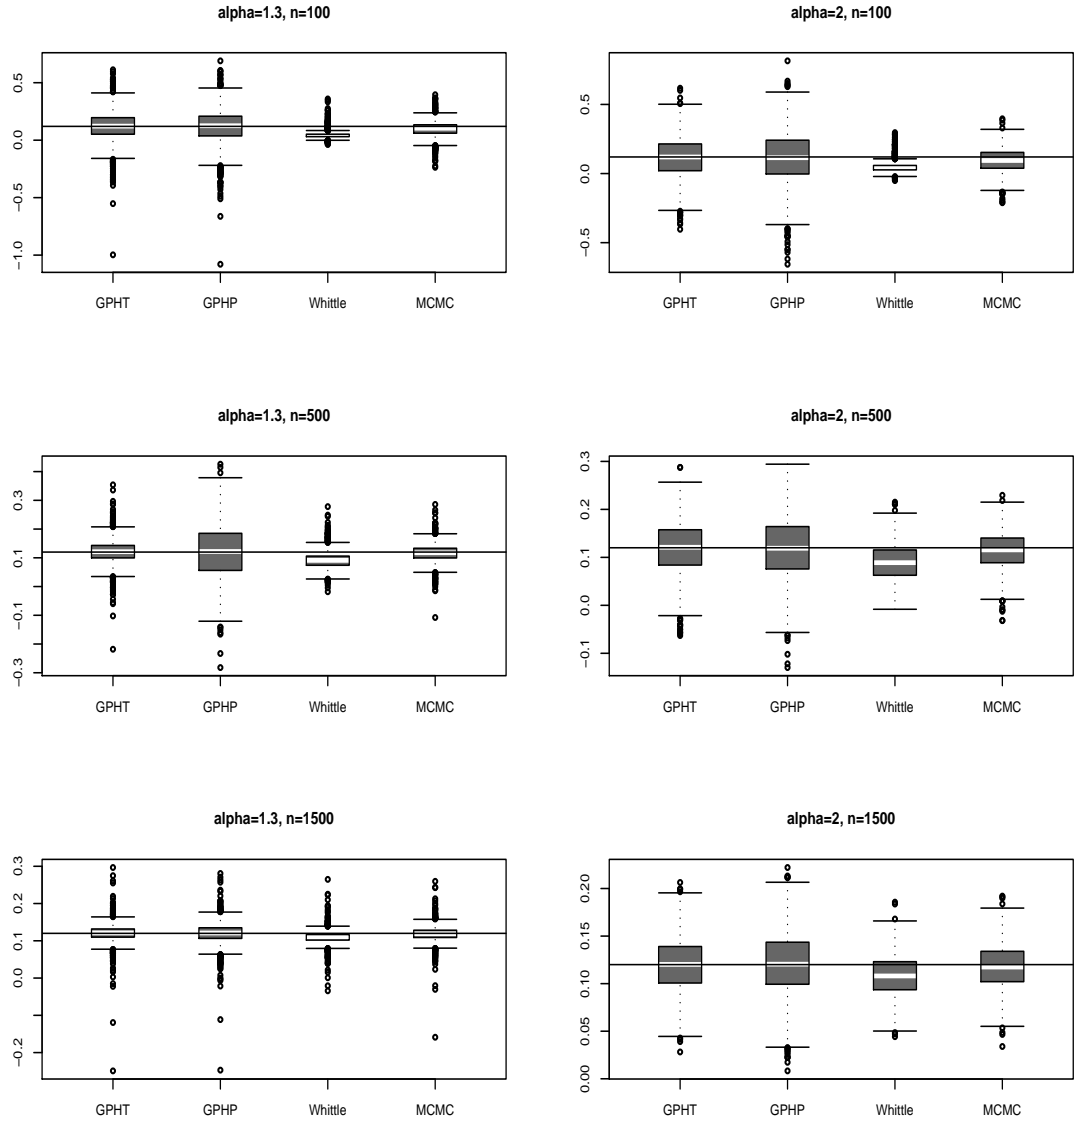 alpha=1.3, n=100
0.5
0.0
−0.5
−1.0
GPHT GPHP Whittle MCMC
alpha=2, n=100
0.5
0.0
−0.5
GPHT GPHP Whittle MCMC
alpha=1.3, n=500
0.3
0.1
−0.1
−0.3
GPHT GPHP Whittle MCMC
alpha=2, n=500
0.3
0.2
0.1
0.0
−0.1
GPHT GPHP Whittle MCMC
alpha=1.3, n=1500
0.3
0.2
0.1
0.0
−0.2
GPHT GPHP Whittle MCMC
alpha=2, n=1500
0.20
0.15
0.10
0.05
0.00
GPHT GPHP Whittle MCMC